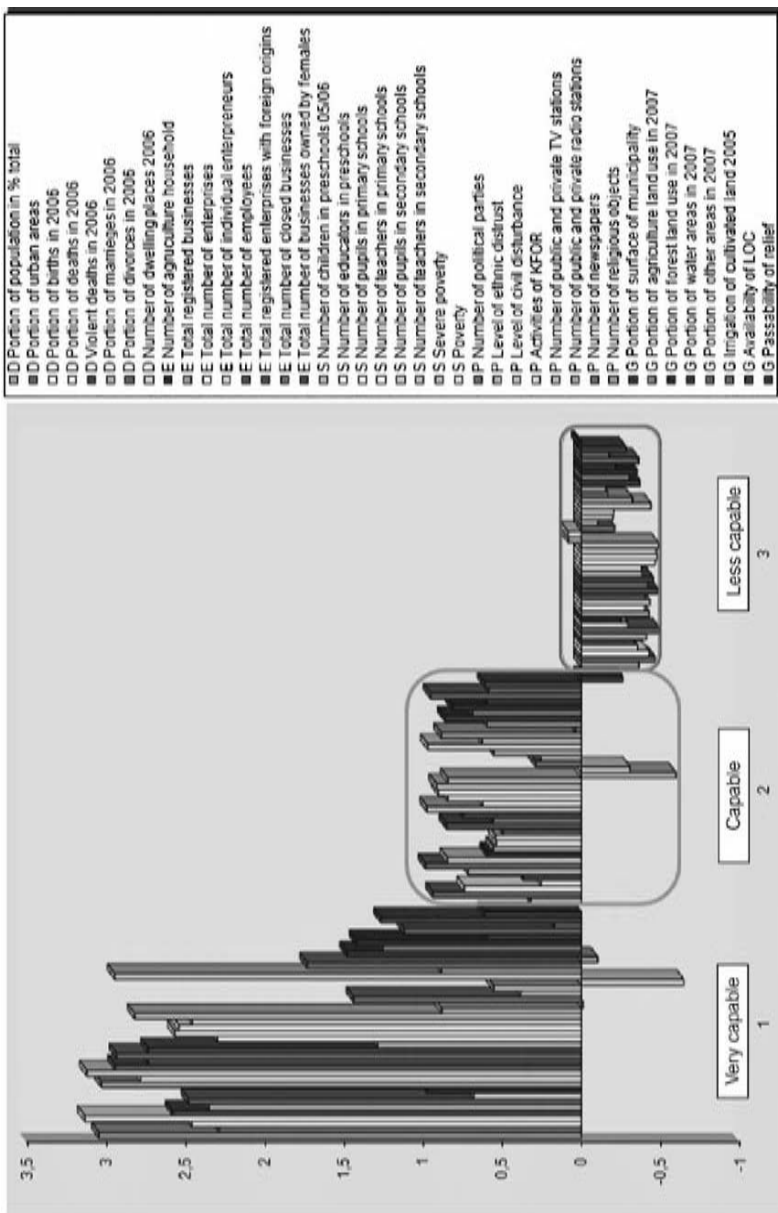 D Portion of population in % total
D Portion of urban areas
D Portion of births in 2006
D Portion of deaths in 2006
D Violent deaths in 2006
D Portion of marrieges in 2006
D Portion of divorces in 2006
D Number of dwelling places 2006
E Number of agruculture household
E Total registered businesses
E Total number of enterprises
E Total number of individual enterpreneurs
E Total number of employees
E Total registered enterprises with foreign origins
E Total number of closed businesses
E Total number of businesses owned by females
S Number of children in preschools 05/06
S Number of educators in preschools
S Number of pupils in primary schools
S Number of teachers in primary schools
S Number of pupils in secondary schools
S Number of teachers in secondary schools
S Severe poverty
S Poverty
P Number of political parties
P Level of ethnic distrust
P Level of civil disturbance
P Activities of KFOR
P Number of public and private TV stations
P Number of public and private radio stations
P Number of newspapers
P Number of religious objects
G Portion of surface of municipality
G Portion of agriculture land use in 2007
G Portion of forest land use in 2007
G Portion of water areas in 2007
G Portion of other areas in 2007
G Irrigation of cultivated land 2005
G Availability of LOC
G Passability of relief
3,5
3
2,5
2
1,5
1
0,5
0
-0,5
-1
Very capable
Capable
Less capable
1
2
3